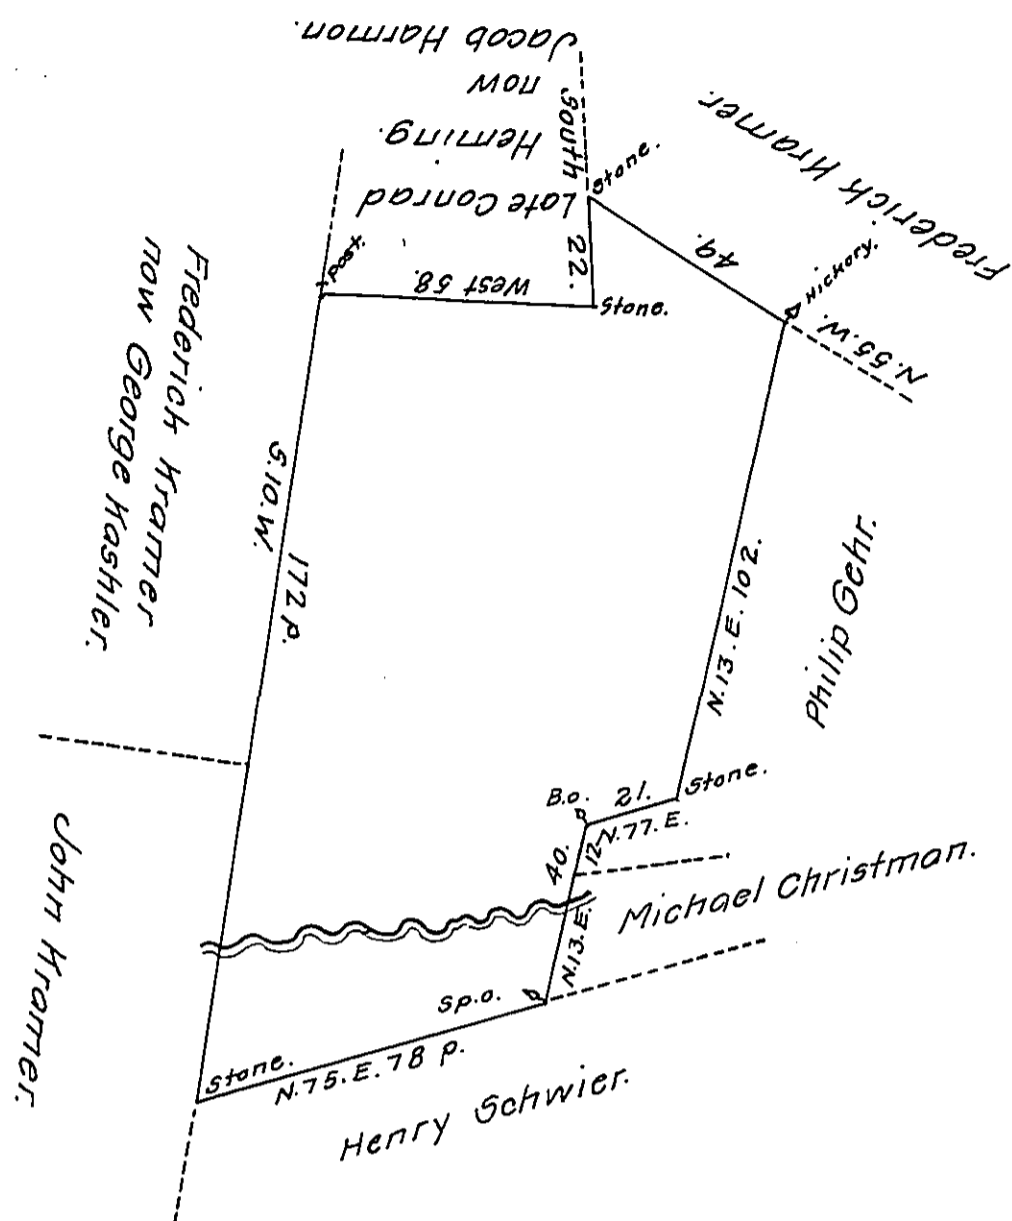 Jacob Harmon.
now
Heming.
Late Conrad
South
22.
Stone.
Frederick Kramer.
49.
Hickory.
N.55.W.
Post.
West 58.
Stone.
Frederick Kramer
now George Kashler.
S.10.W. 172 P.
N.13.E. 102.
Philip Gehr.
B.o.
21.
Stone.
N.77.E.
40.
12
N.13.E.
Michael Christman.
John Kramer.
Sp.o.
Stone.
N.75.E. 78 P.
Henry Schwier.